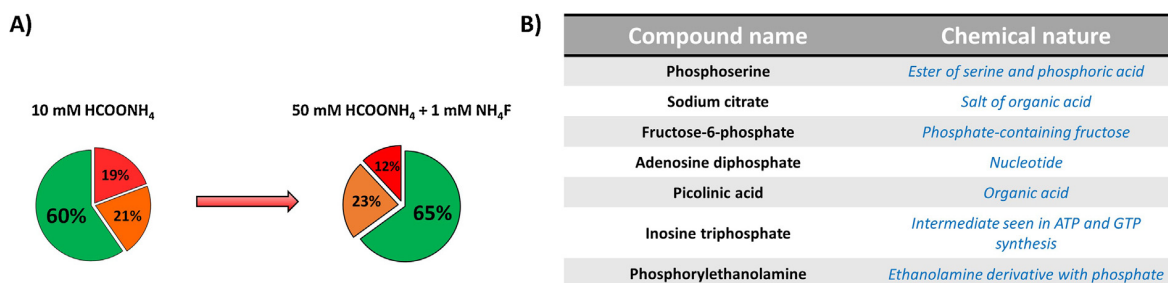 A)
10 mM HCOONH₄
19%
60%
21%
50 mM HCOONH₄ + 1 mM NH₄F
12%
23%
65%
B)
Compound name Chemical nature
Phosphoserine Ester of serine and phosphoric acid
Sodium citrate Salt of organic acid
Fructose-6-phosphate Phosphate-containing fructose
Adenosine diphosphate Nucleotide
Picolinic acid Organic acid
Inosine triphosphate Intermediate seen in ATP and GTP
synthesis
Phosphorylethanolamine Ethanolamine derivative with phosphate